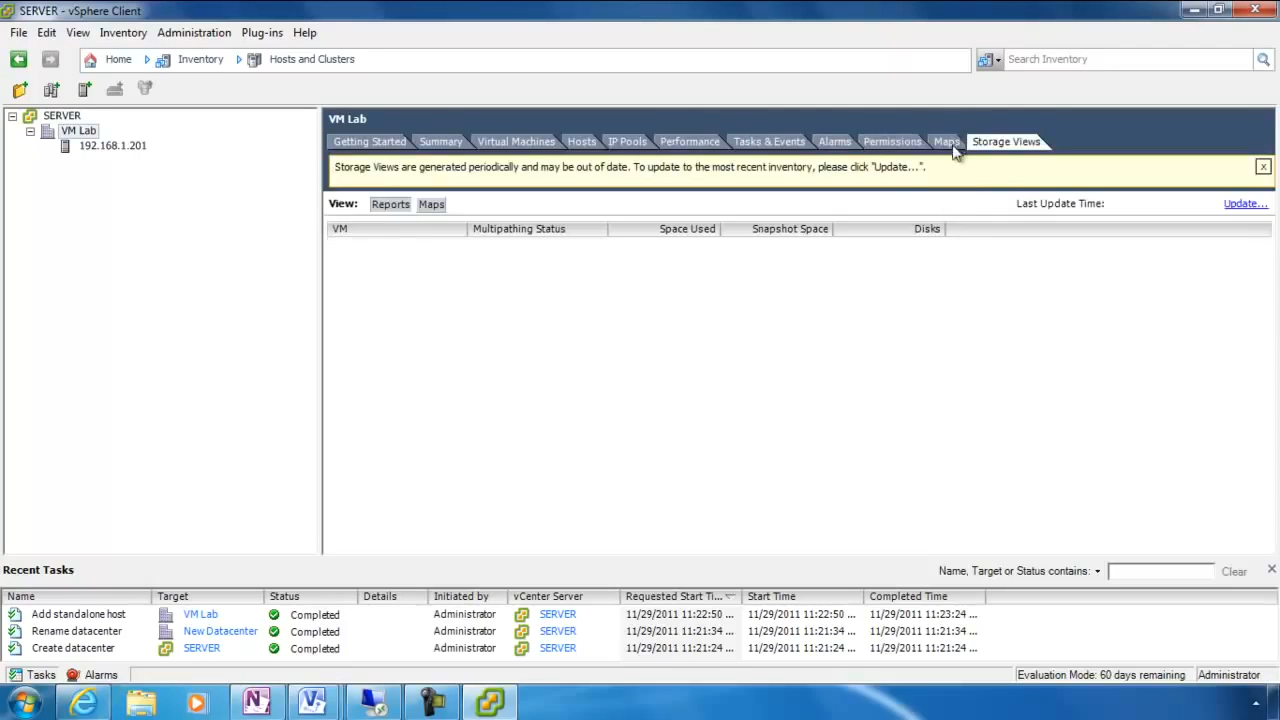 SERVER - vSphere Client
File Edit View Inventory Administration Plug-ins Help
Home Inventory Hosts and Clusters Search Inventory
SERVER
VM Lab
192.168.1.201
VM Lab
Getting Started Summary Virtual Machines Hosts IP Pools Performance Tasks & Events Alarms Permissions Maps Storage Views
Storage Views are generated periodically and may be out of date. To update to the most recent inventory, please click "Update...". x
View: Reports Maps Last Update Time: Update...
VM Multipathing Status Space Used Snapshot Space Disks
Recent Tasks Name, Target or Status contains: Clear
Name Target Status Details Initiated by vCenter Server Requested Start Ti... Start Time Completed Time
Add standalone host VM Lab Completed Administrator SERVER 11/29/2011 11:22:50 ... 11/29/2011 11:22:50 ... 11/29/2011 11:23:24 ...
Rename datacenter New Datacenter Completed Administrator SERVER 11/29/2011 11:21:34 ... 11/29/2011 11:21:34 ... 11/29/2011 11:21:34 ...
Create datacenter SERVER Completed Administrator SERVER 11/29/2011 11:21:24 ... 11/29/2011 11:21:24 ... 11/29/2011 11:21:24 ...
Tasks Alarms Evaluation Mode: 60 days remaining Administrator